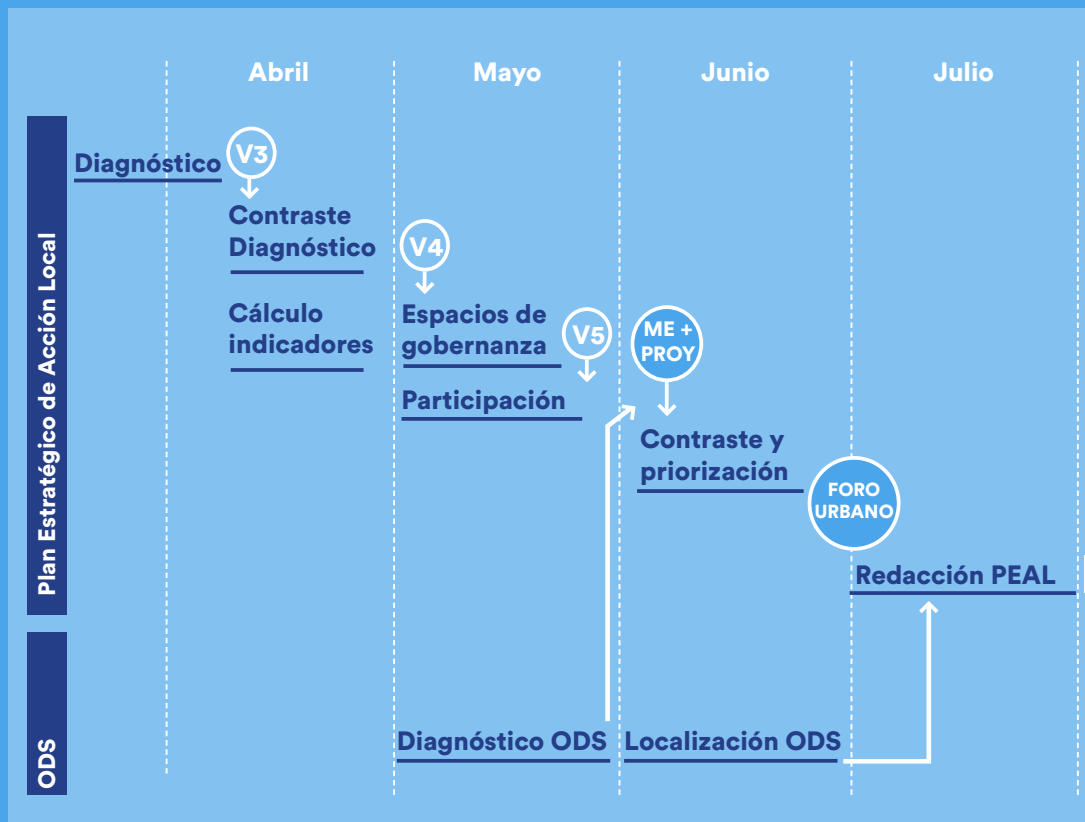 Abril
Mayo
Junio
Julio
Plan Estratégico de Acción Local
Diagnóstico
V3
Contraste
Diagnóstico
Cálculo
indicadores
V4
Espacios de
gobernanza
V5
Participación
ME +
PROY
Contraste y
priorización
FORO
URBANO
Redacción PEAL
ODS
Diagnóstico ODS
Localización ODS